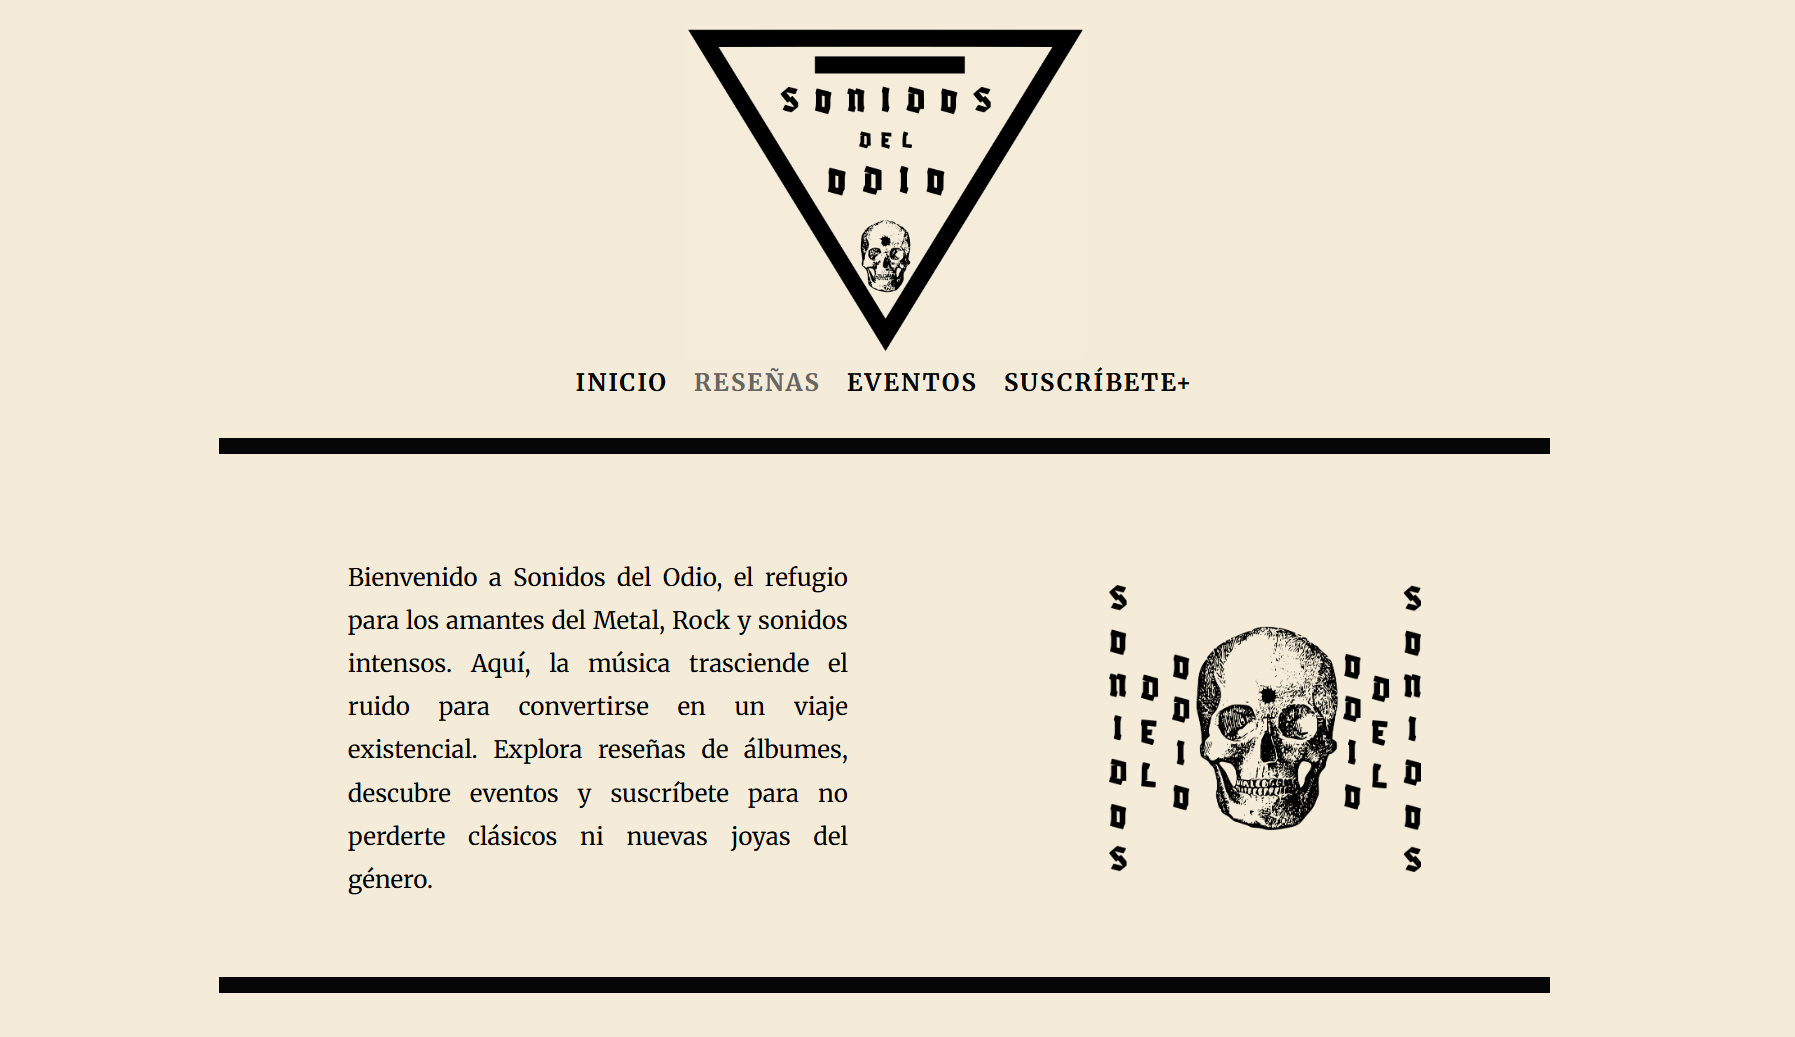 SONIDOS
DEL
ODIO
INICIO RESEÑAS EVENTOS SUSCRÍBETE+
Bienvenido a Sonidos del Odio, el refugio
para los amantes del Metal, Rock y sonidos
intensos. Aquí, la música trasciende el
ruido para convertirse en un viaje
existencial. Explora reseñas de álbumes,
descubre eventos y suscríbete para no
perderte clásicos ni nuevas joyas del
género.
SONIDOS
DEL
ODIO
ODIO
DEL
SONIDOS